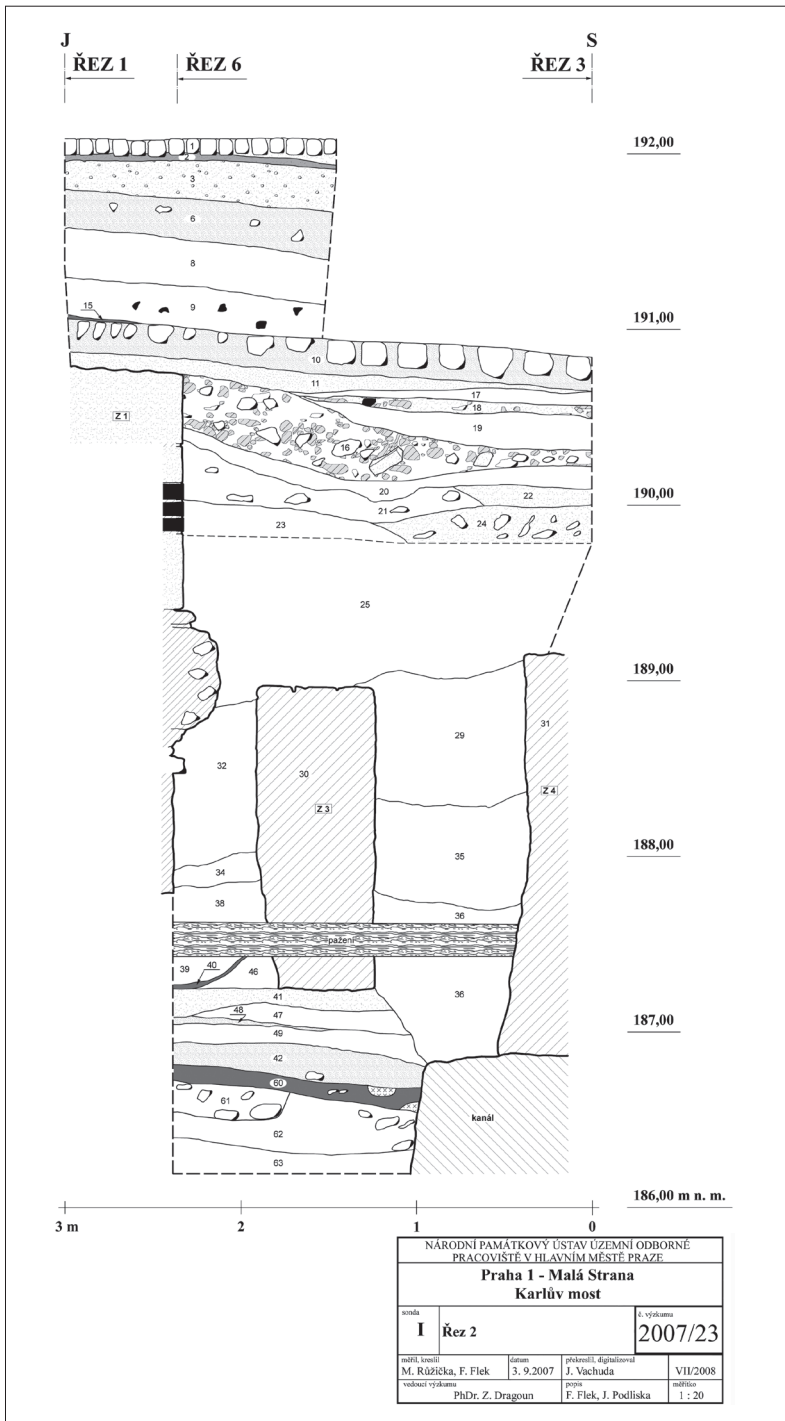 J S
ŘEZ 1 ŘEZ 6 ŘEZ 3
192,00
1
2
3
6
8
9
15
191,00
10
11
17
Z 1
18
19
16
20
22
190,00
21
23
24
25
189,00
29
31
32
30
Z 3
Z 4
188,00
35
34
38
36
pažení
39
40
46
36
41
48
47
187,00
49
42
60
61
kanál
62
63
186,00 m n. m.
3 m 2 1 0
NÁRODNÍ PAMÁTKOVÝ ÚSTAV ÚZEMNÍ ODBORNÉ
PRACOVIŠTĚ V HLAVNÍM MĚSTĚ PRAZE
Praha 1 - Malá Strana
Karlův most
sonda
I Řez 2
č. výzkumu
2007/23
měřil, kreslil datum překreslil, digitalizoval
M. Růžička, F. Flek 3. 9.2007 J. Vachuda VII/2008
vedoucí výzkumu popis měřítko
PhDr. Z. Dragoun F. Flek, J. Podliska 1 : 20